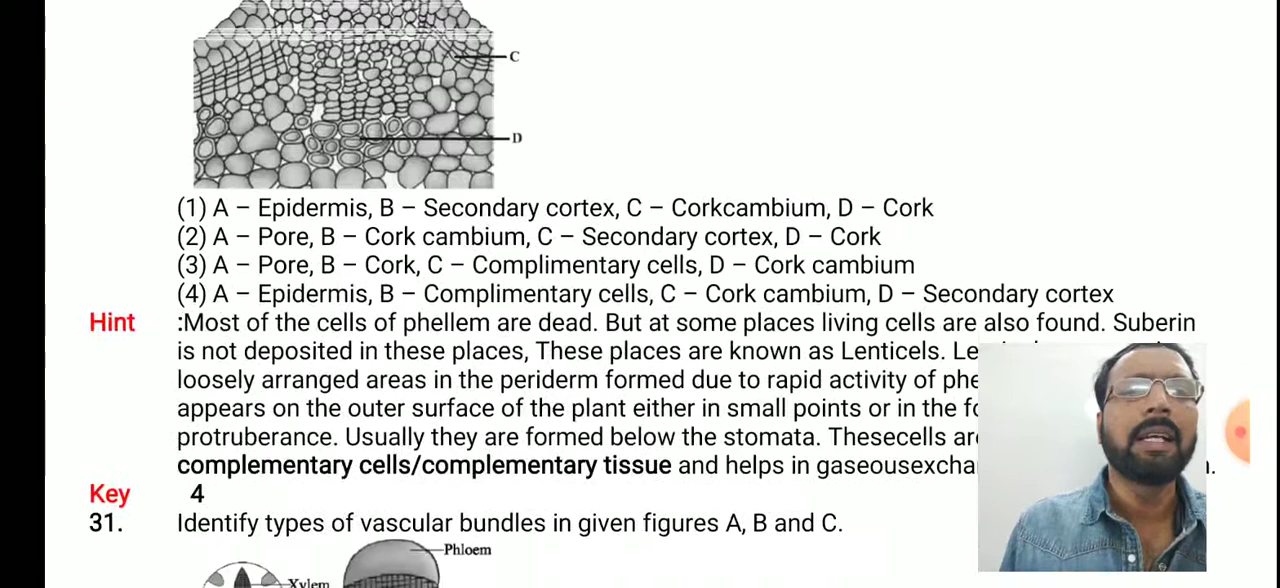 C
D
(1) A – Epidermis, B – Secondary cortex, C – Corkcambium, D – Cork
(2) A – Pore, B – Cork cambium, C – Secondary cortex, D – Cork
(3) A – Pore, B – Cork, C – Complimentary cells, D – Cork cambium
(4) A – Epidermis, B – Complimentary cells, C – Cork cambium, D – Secondary cortex
Hint :Most of the cells of phellem are dead. But at some places living cells are also found. Suberin
is not deposited in these places, These places are known as Lenticels.
loosely arranged areas in the periderm formed due to rapid activity of
appears on the outer surface of the plant either in small points or in the
protruberance. Usually they are formed below the stomata. Thesecells
complementary cells/complementary tissue and helps in
Key 4
31. Identify types of vascular bundles in given figures A, B and C.
Phloem
Xylem